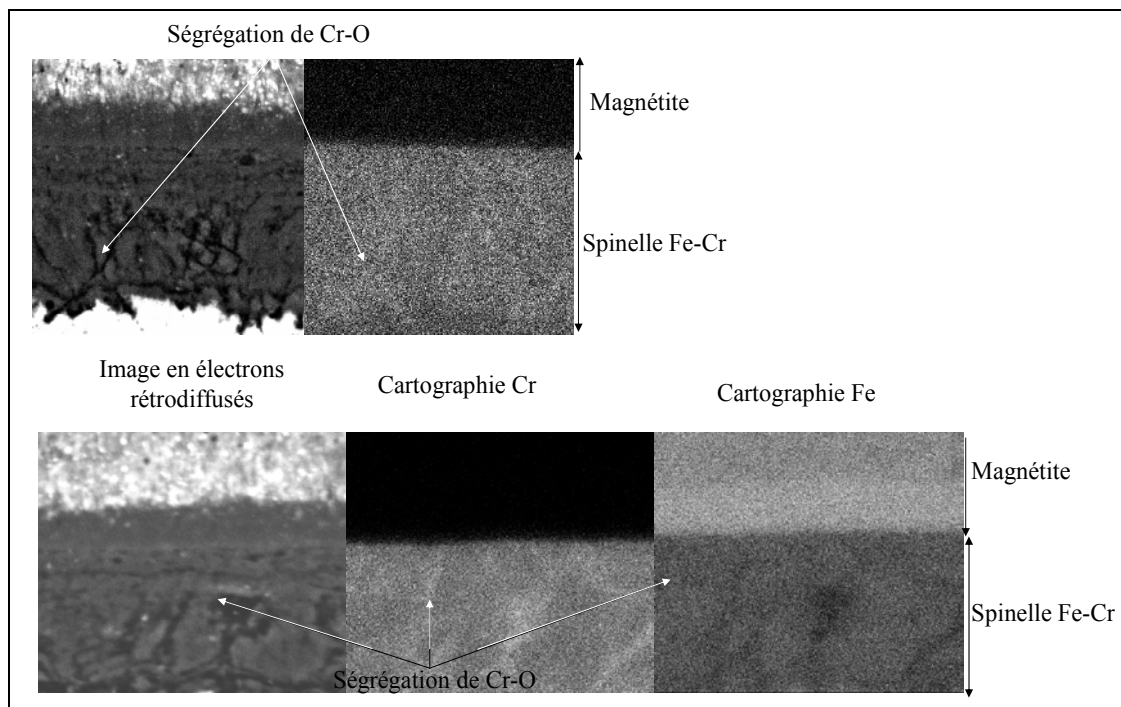 Ségrégation de Cr-O
Magnétite
Spinelle Fe-Cr
Image en électrons
rétrodiffusés
Cartographie Cr
Cartographie Fe
Magnétite
Spinelle Fe-Cr
Ségrégation de Cr-O